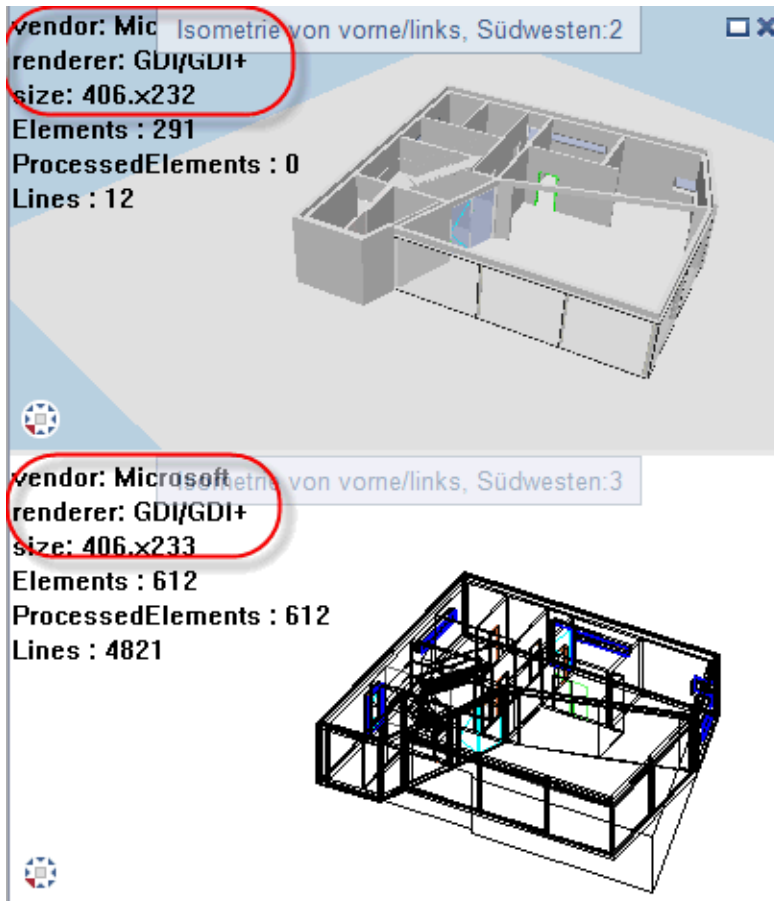 vendor: Mic
Isometrie von vorne/links, Südwesten:2
renderer: GDI/GDI+
size: 406.x232
Elements : 291
ProcessedElements : 0
Lines : 12
vendor: Microsoft
Isometrie von vorne/links, Südwesten:3
renderer: GDI/GDI+
size: 406.x233
Elements : 612
ProcessedElements : 612
Lines : 4821